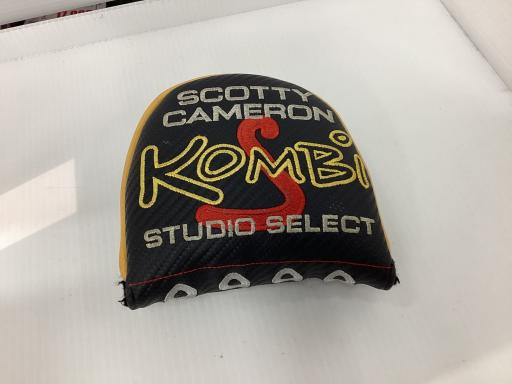 SCOTTY
CAMERON
KOMBi
S
STUDIO SELECT